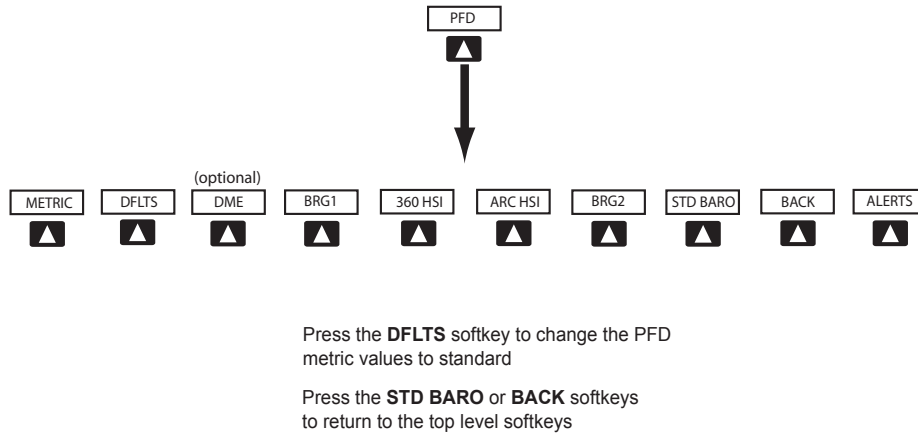 PFD
(optional)
METRIC DFLTS DME BRG1 360 HSI ARC HSI BRG2 STD BARO BACK ALERTS
Press the DFLTS softkey to change the PFD
metric values to standard
Press the STD BARO or BACK softkeys
to return to the top level softkeys